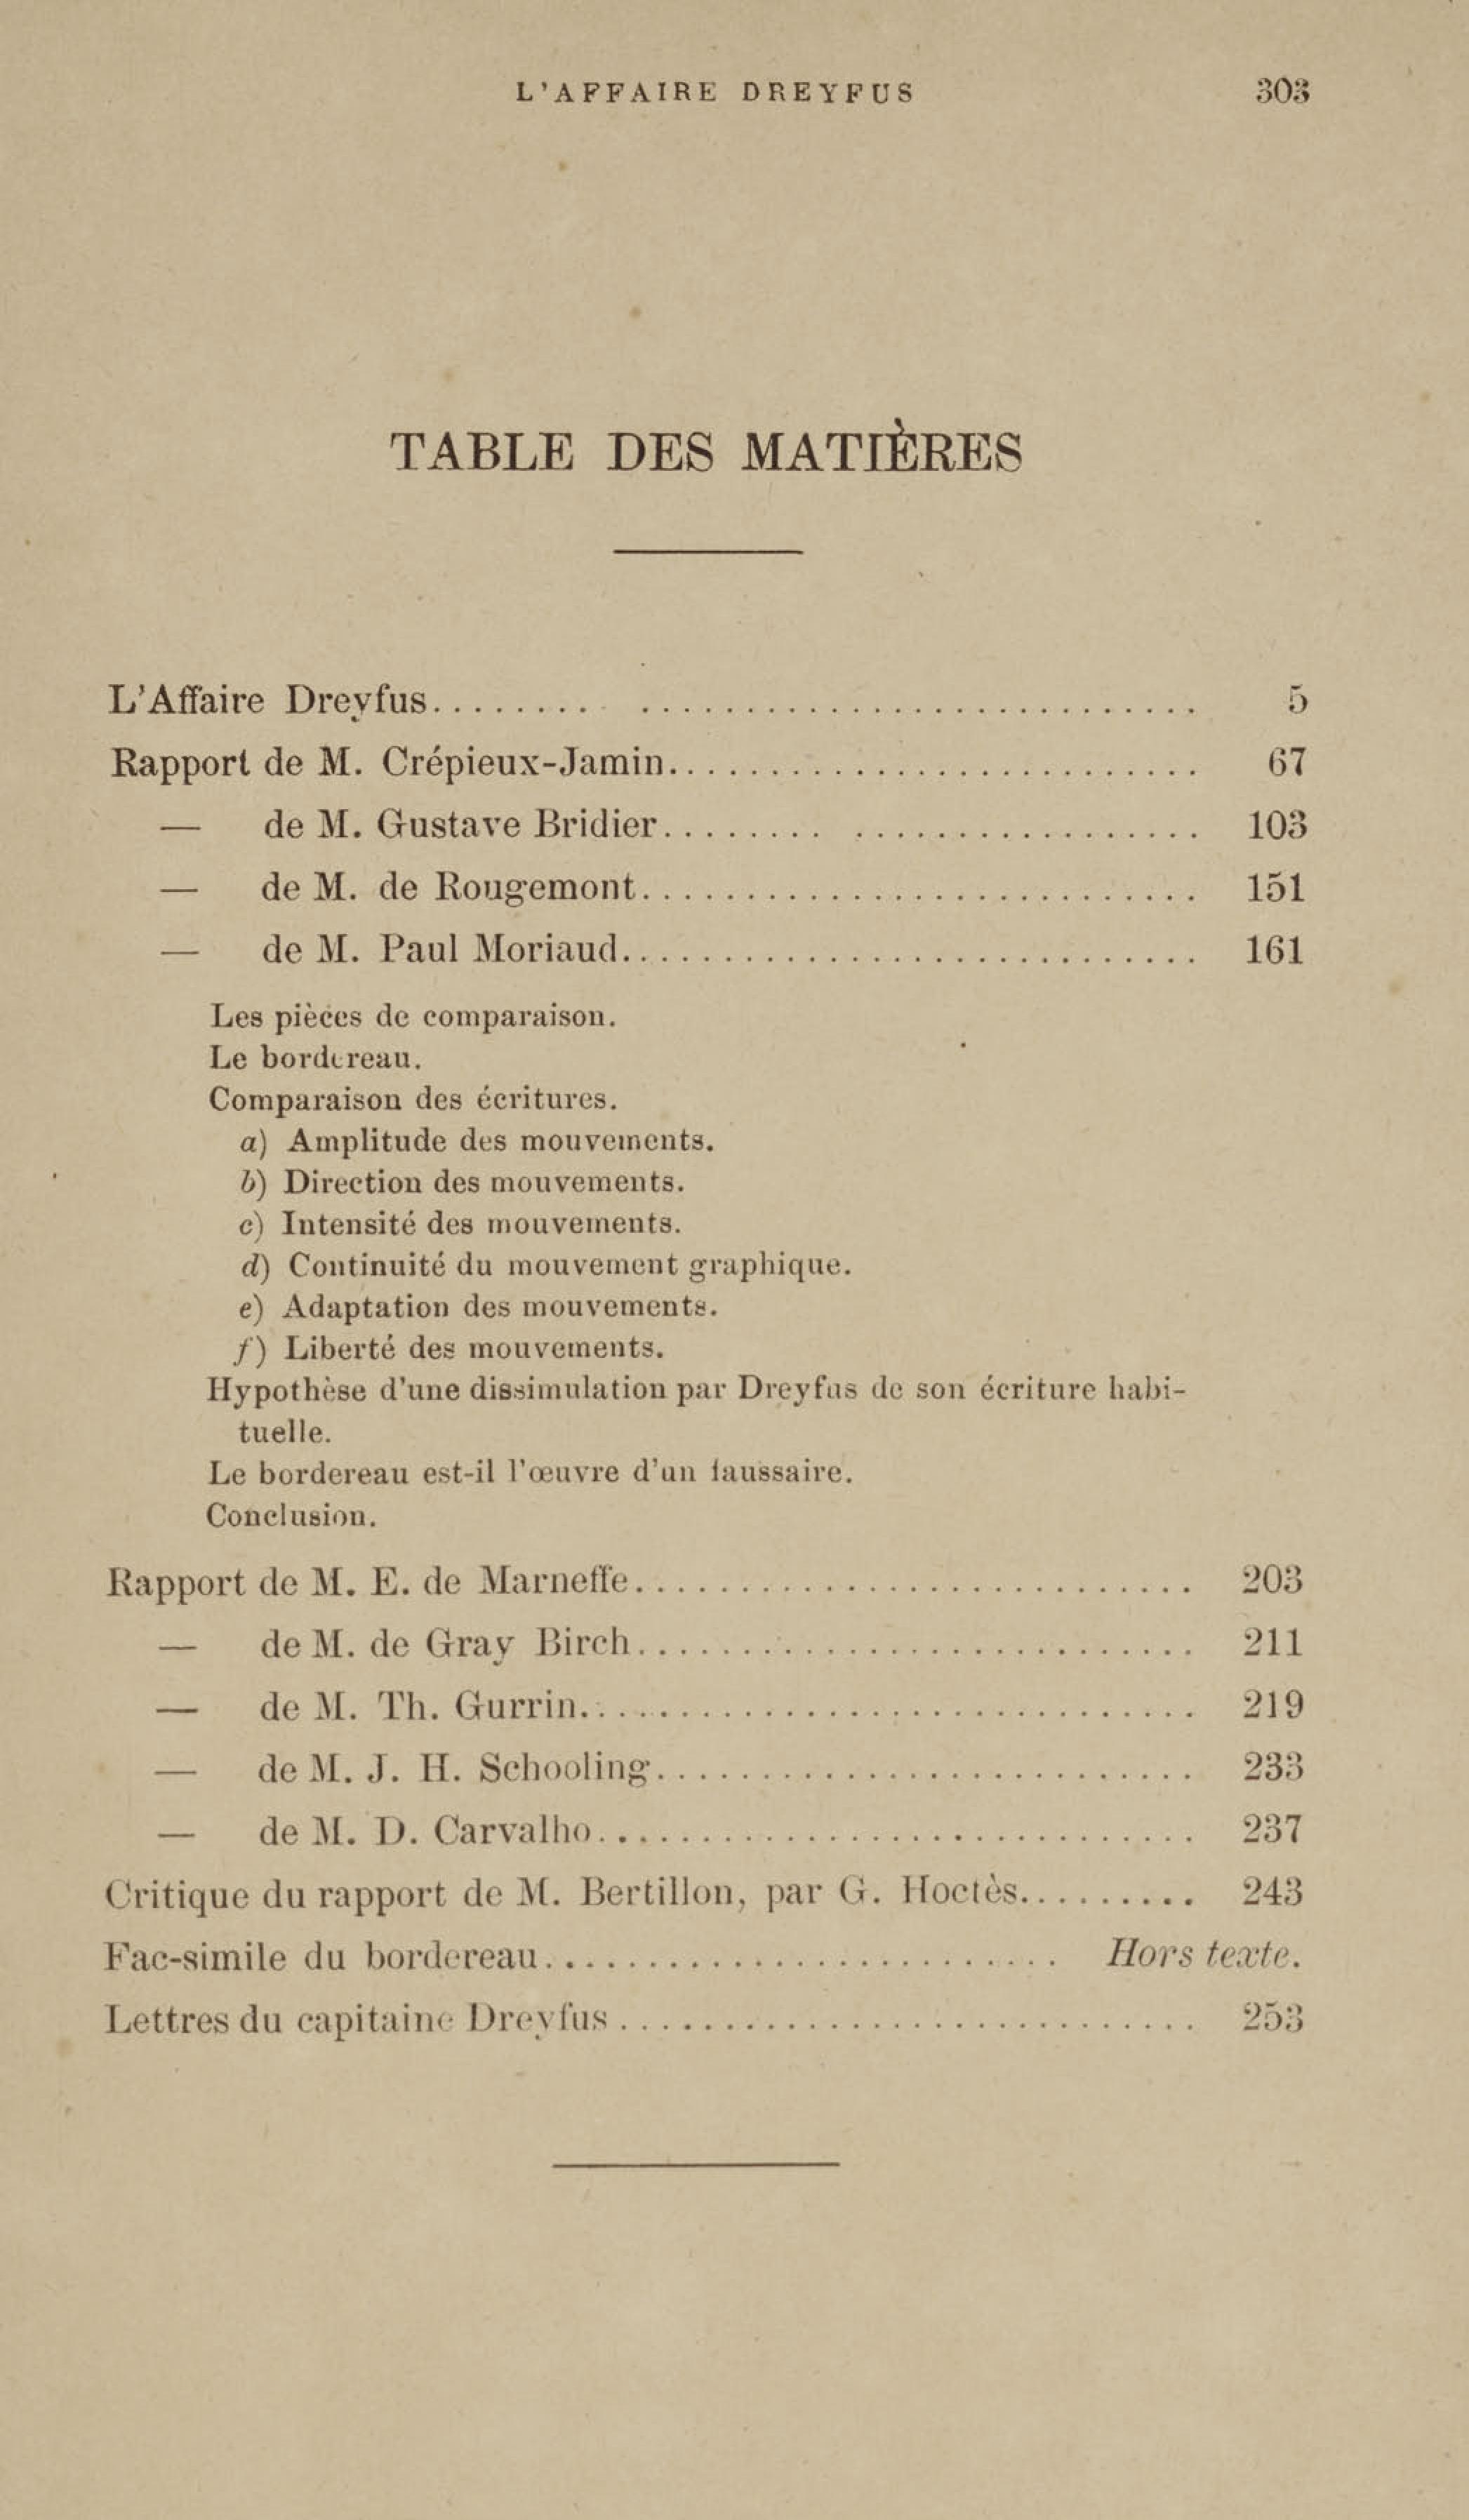 L'AFFAIRE DREYFUS 303
TABLE DES MATIÈRES
L'Affaire Dreyfus......... ........................... 5
Rapport de M. Crépieux-Jamin.......................... 67
— de M. Gustave Bridier........ ................. 103
— de M. de Rougemont........................... 151
— de M. Paul Moriaud............................ 161
Les pièces de comparaison.
Le bordereau.
Comparaison des écritures.
a) Amplitude des mouvements.
b) Direction des mouvements.
c) Intensité des mouvements.
d) Continuité du mouvement graphique.
e) Adaptation des mouvements.
f) Liberté des mouvements.
Hypothèse d'une dissimulation par Dreyfus de son écriture habi-
tuelle.
Le bordereau est-il l'œuvre d'un faussaire.
Conclusion.
Rapport de M. E. de Marneffe........................... 203
— de M. de Gray Birch........................... 211
— de M. Th. Gurrin.............................. 219
— de M. J. H. Schooling.......................... 233
— de M. D. Carvalho............................. 237
Critique du rapport de M. Bertillon, par G. Hoctès......... 243
Fac-simile du bordereau......................... Hors texte.
Lettres du capitaine Dreyfus............................ 253